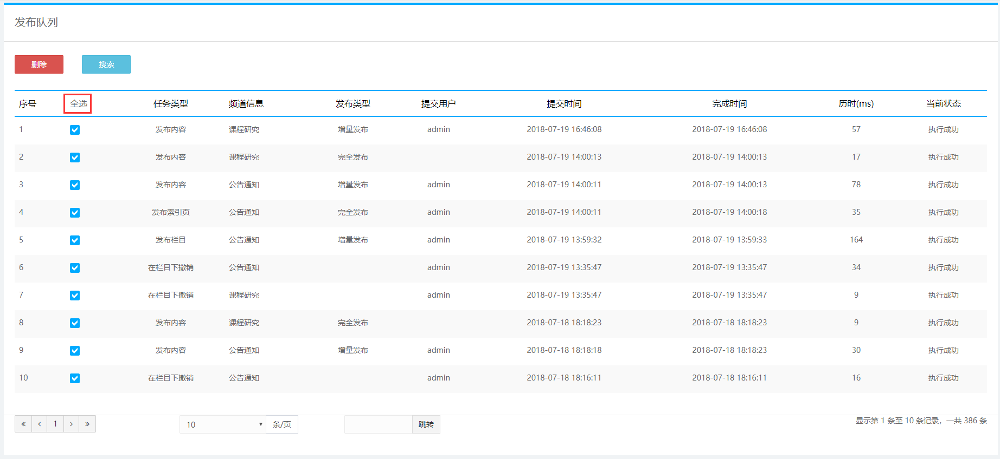 发布队列
删除 搜索
序号 全选 任务类型 频道信息 发布类型 提交用户 提交时间 完成时间 历时(ms) 当前状态
1 发布内容 课程研究 增量发布 admin 2018-07-19 16:46:08 2018-07-19 16:46:08 57 执行成功
2 发布内容 课程研究 完全发布 2018-07-19 14:00:13 2018-07-19 14:00:13 17 执行成功
3 发布内容 公告通知 增量发布 admin 2018-07-19 14:00:11 2018-07-19 14:00:13 78 执行成功
4 发布索引页 公告通知 完全发布 admin 2018-07-19 14:00:11 2018-07-19 14:00:18 35 执行成功
5 发布栏目 公告通知 增量发布 admin 2018-07-19 13:59:32 2018-07-19 13:59:33 164 执行成功
6 在栏目下撤销 公告通知 admin 2018-07-19 13:35:47 2018-07-19 13:35:47 34 执行成功
7 在栏目下撤销 课程研究 admin 2018-07-19 13:35:47 2018-07-19 13:35:47 9 执行成功
8 发布内容 课程研究 完全发布 2018-07-18 18:18:23 2018-07-18 18:18:23 9 执行成功
9 发布内容 公告通知 增量发布 admin 2018-07-18 18:18:18 2018-07-18 18:18:23 30 执行成功
10 在栏目下撤销 公告通知 admin 2018-07-18 18:16:11 2018-07-18 18:16:11 16 执行成功
« ‹ 1 › » 10 条/页 跳转 显示第 1 条至 10 条记录，一共 386 条